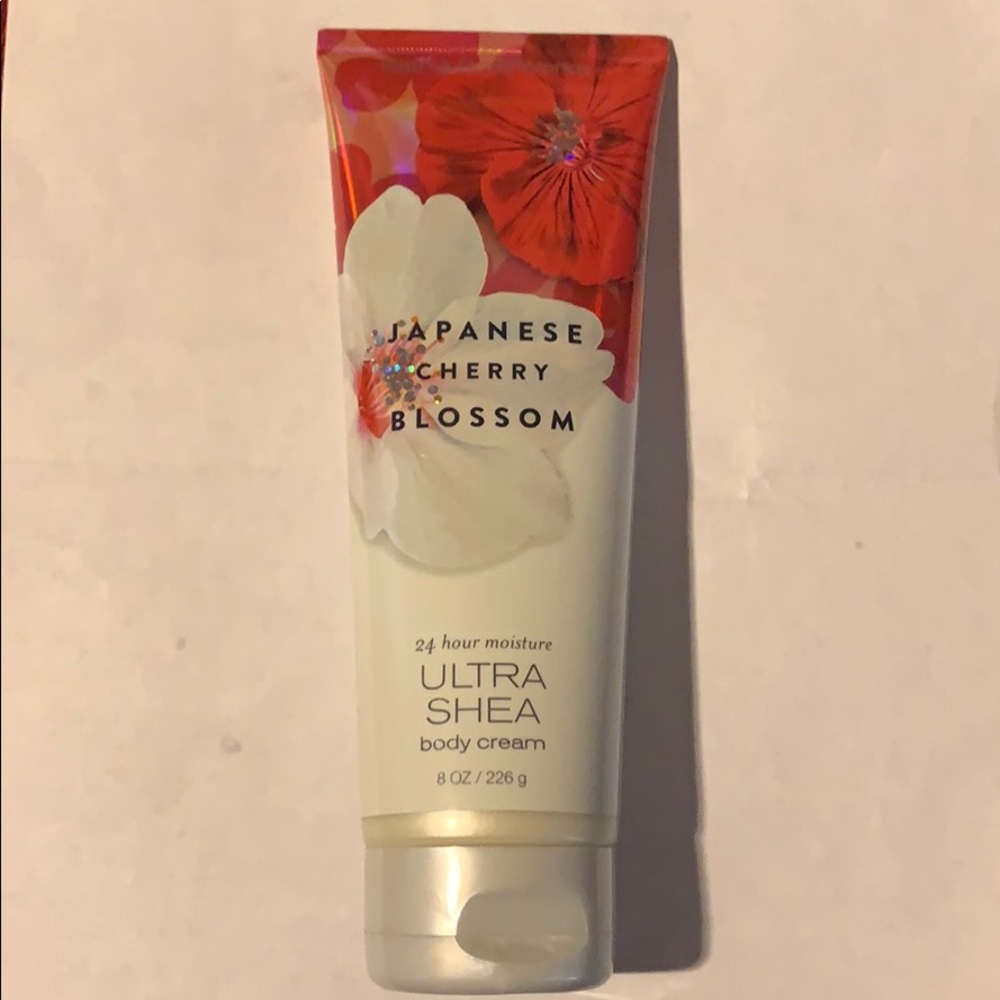 JAPANESE
CHERRY
BLOSSOM
24 hour moisture
ULTRA
SHEA
body cream
8 OZ / 226 g